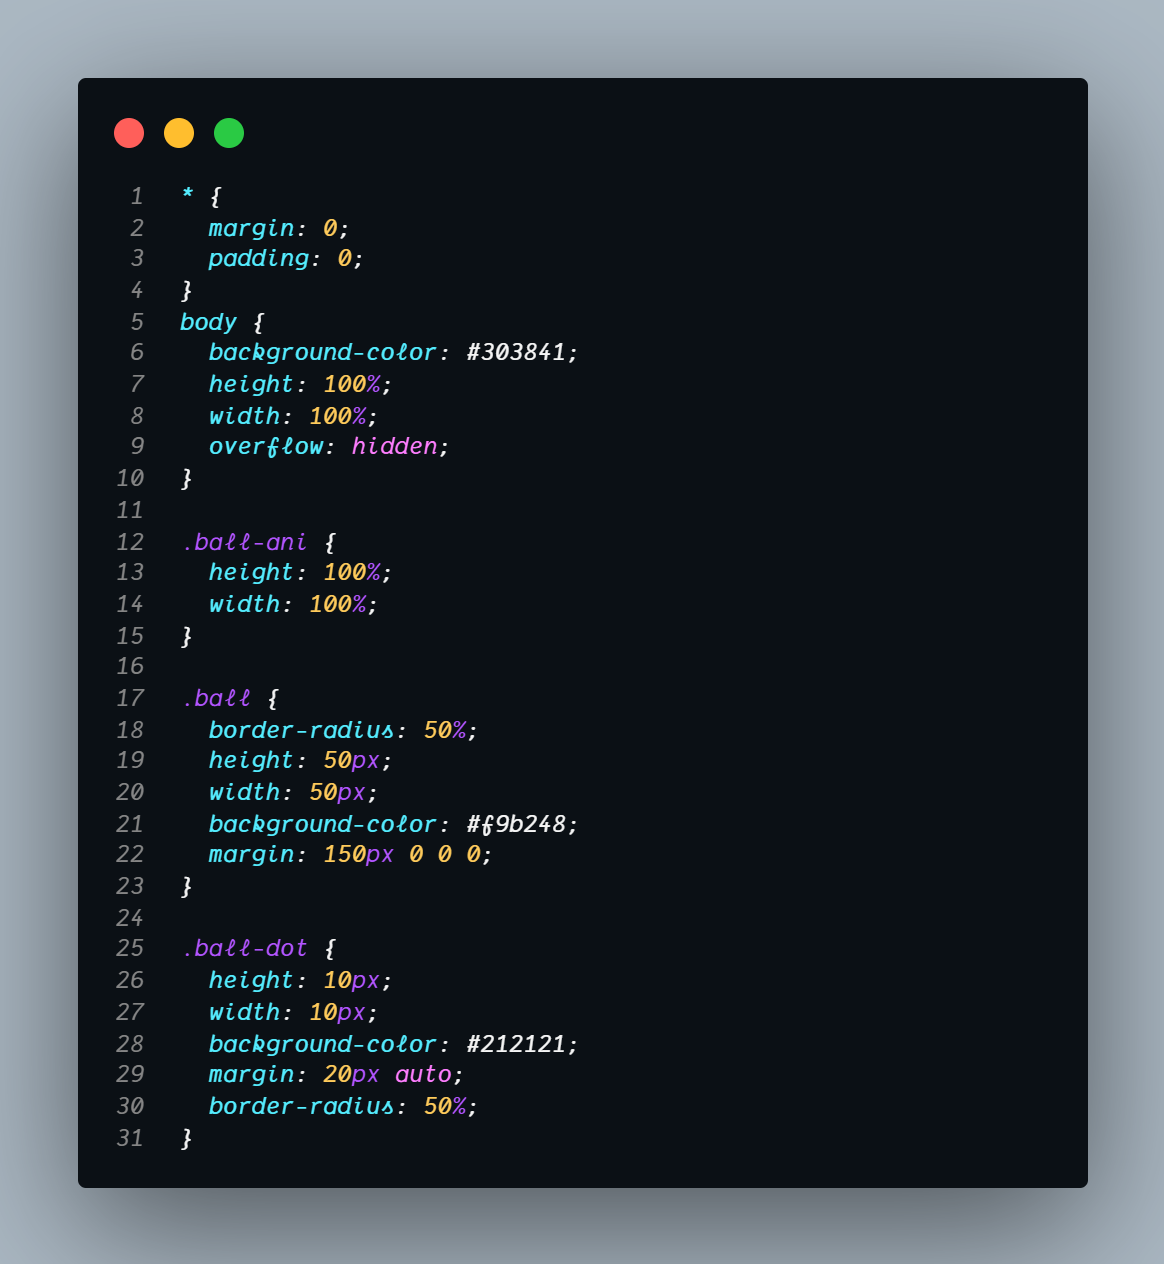 1 * {
2   margin: 0;
3   padding: 0;
4 }
5 body {
6   background-color: #303841;
7   height: 100%;
8   width: 100%;
9   overflow: hidden;
10 }
11
12 .ball-ani {
13   height: 100%;
14   width: 100%;
15 }
16
17 .ball {
18   border-radius: 50%;
19   height: 50px;
20   width: 50px;
21   background-color: #f9b248;
22   margin: 150px 0 0 0;
23 }
24
25 .ball-dot {
26   height: 10px;
27   width: 10px;
28   background-color: #212121;
29   margin: 20px auto;
30   border-radius: 50%;
31 }